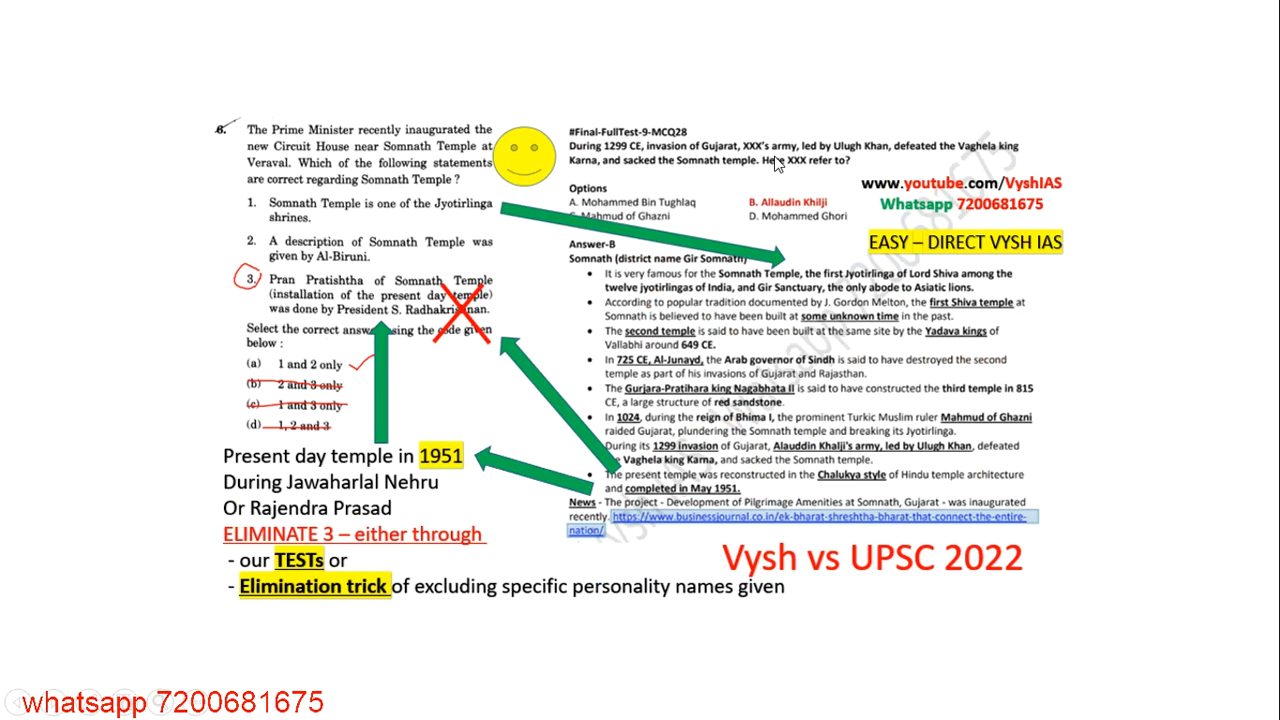 6. The Prime Minister recently inaugurated the
new Circuit House near Somnath Temple at
Veraval. Which of the following statements
are correct regarding Somnath Temple ?
1. Somnath Temple is one of the Jyotirlinga
shrines.
2. A description of Somnath Temple was
given by Al-Biruni.
3. Pran Pratishtha of Somnath Temple
(installation of the present day temple)
was done by President S. Radhakrishnan.
Select the correct answer using the code given
below :
(a) 1 and 2 only
(b) 2 and 3 only
(c) 1 and 3 only
(d) 1, 2 and 3
Present day temple in 1951
During Jawaharlal Nehru
Or Rajendra Prasad
ELIMINATE 3 – either through
- our TESTs or
- Elimination trick of excluding specific personality names given
#Final-FullTest-9-MCQ28
During 1299 CE, invasion of Gujarat, XXX's army, led by Ulugh Khan, defeated the Vaghela king
Karna, and sacked the Somnath temple. Here XXX refer to?
Options
A. Mohammed Bin Tughlaq B. Allaudin Khilji
C. Mahmud of Ghazni D. Mohammed Ghori
www.youtube.com/VyshIAS
Whatsapp 7200681675
EASY – DIRECT VYSH IAS
Answer-B
Somnath (district name Gir Somnath)
• It is very famous for the Somnath Temple, the first Jyotirlinga of Lord Shiva among the
twelve jyotirlingas of India, and Gir Sanctuary, the only abode to Asiatic lions.
• According to popular tradition documented by J. Gordon Melton, the first Shiva temple at
Somnath is believed to have been built at some unknown time in the past.
• The second temple is said to have been built at the same site by the Yadava kings of
Vallabhi around 649 CE.
• In 725 CE, Al-Junayd, the Arab governor of Sindh is said to have destroyed the second
temple as part of his invasions of Gujarat and Rajasthan.
• The Gurjara-Pratihara king Nagabhata II is said to have constructed the third temple in 815
CE, a large structure of red sandstone.
• In 1024, during the reign of Bhima I, the prominent Turkic Muslim ruler Mahmud of Ghazni
raided Gujarat, plundering the Somnath temple and breaking its Jyotirlinga.
During its 1299 invasion of Gujarat, Alauddin Khalji's army, led by Ulugh Khan, defeated
Vaghela king Karna, and sacked the Somnath temple.
• The present temple was reconstructed in the Chalukya style of Hindu temple architecture
and completed in May 1951.
News - The project - Development of Pilgrimage Amenities at Somnath, Gujarat - was inaugurated
recently. https://www.businessjournal.co.in/ek-bharat-shreshtha-bharat-that-connect-the-entire-
nation/
Vysh vs UPSC 2022
whatsapp 7200681675